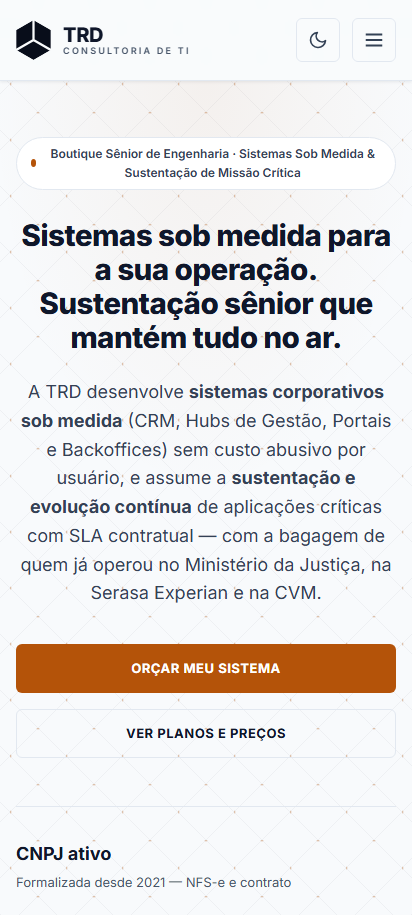 TRD
CONSULTORIA DE TI
Boutique Sênior de Engenharia · Sistemas Sob Medida &
Sustentação de Missão Crítica
Sistemas sob medida para
a sua operação.
Sustentação sênior que
mantém tudo no ar.
A TRD desenvolve sistemas corporativos
sob medida (CRM, Hubs de Gestão, Portais
e Backoffices) sem custo abusivo por
usuário, e assume a sustentação e
evolução contínua de aplicações críticas
com SLA contratual — com a bagagem de
quem já operou no Ministério da Justiça, na
Serasa Experian e na CVM.
ORÇAR MEU SISTEMA
VER PLANOS E PREÇOS
CNPJ ativo
Formalizada desde 2021 — NFS-e e contrato